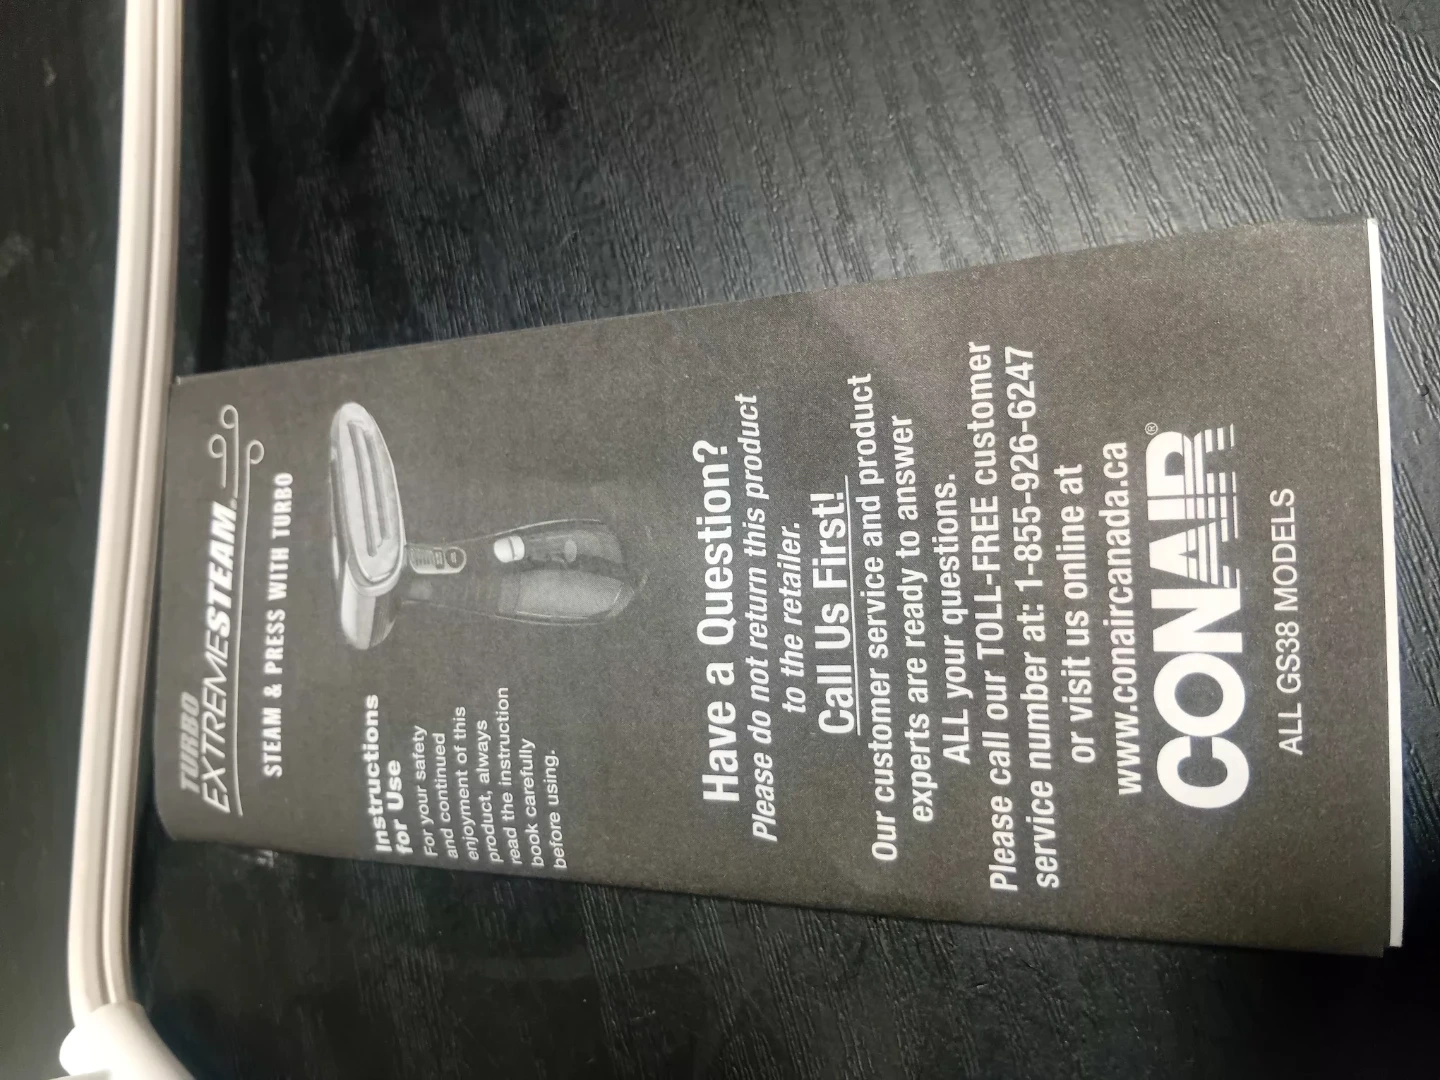 TURBO
EXTREMESTEAM®
STEAM & PRESS WITH TURBO
Instructions
for Use
For your safety
and continued
enjoyment of this
product, always
read the instruction
book carefully
before using.
Have a Question?
Please do not return this product
to the retailer.
Call Us First!
Our customer service and product
experts are ready to answer
ALL your questions.
Please call our TOLL-FREE customer
service number at: 1-855-926-6247
or visit us online at
www.conaircanada.ca
CONAIR®
ALL GS38 MODELS